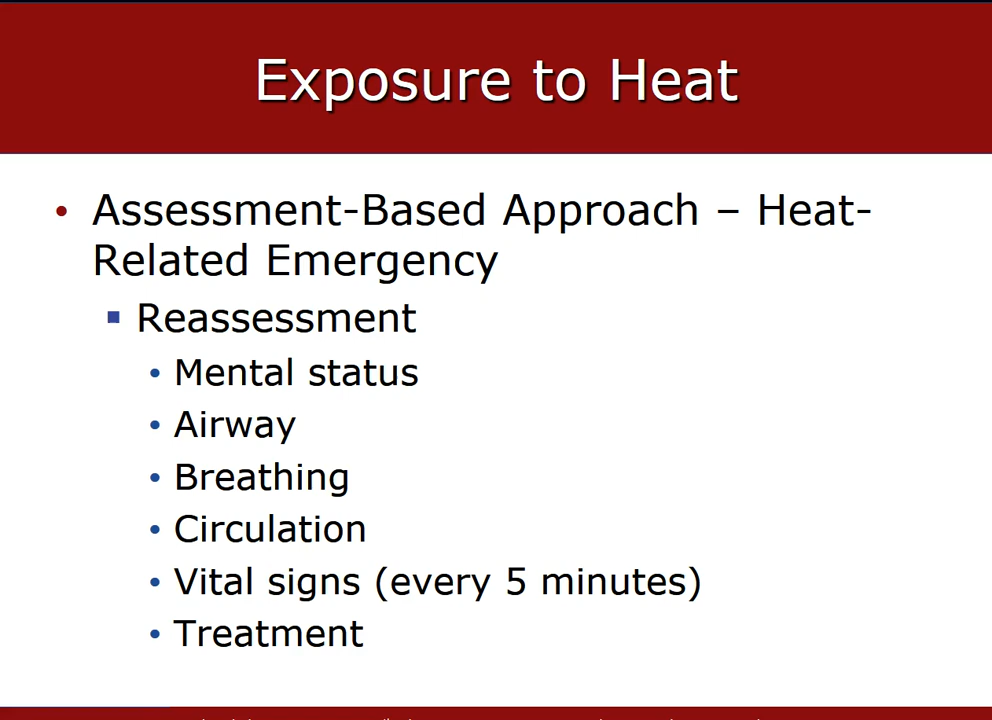 Exposure to Heat
• Assessment-Based Approach – Heat-
Related Emergency
▪ Reassessment
• Mental status
• Airway
• Breathing
• Circulation
• Vital signs (every 5 minutes)
• Treatment